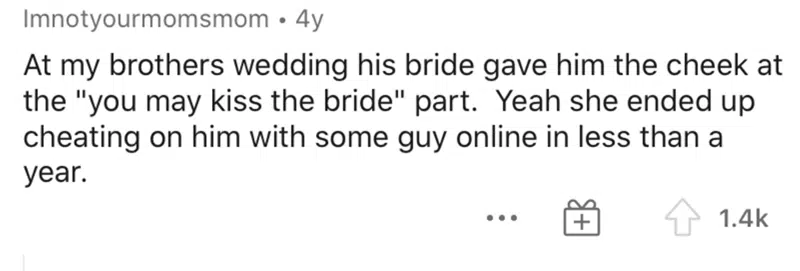 Imnotyourmomsmom • 4y
At my brothers wedding his bride gave him the cheek at
the "you may kiss the bride" part.  Yeah she ended up
cheating on him with some guy online in less than a
year.
1.4k